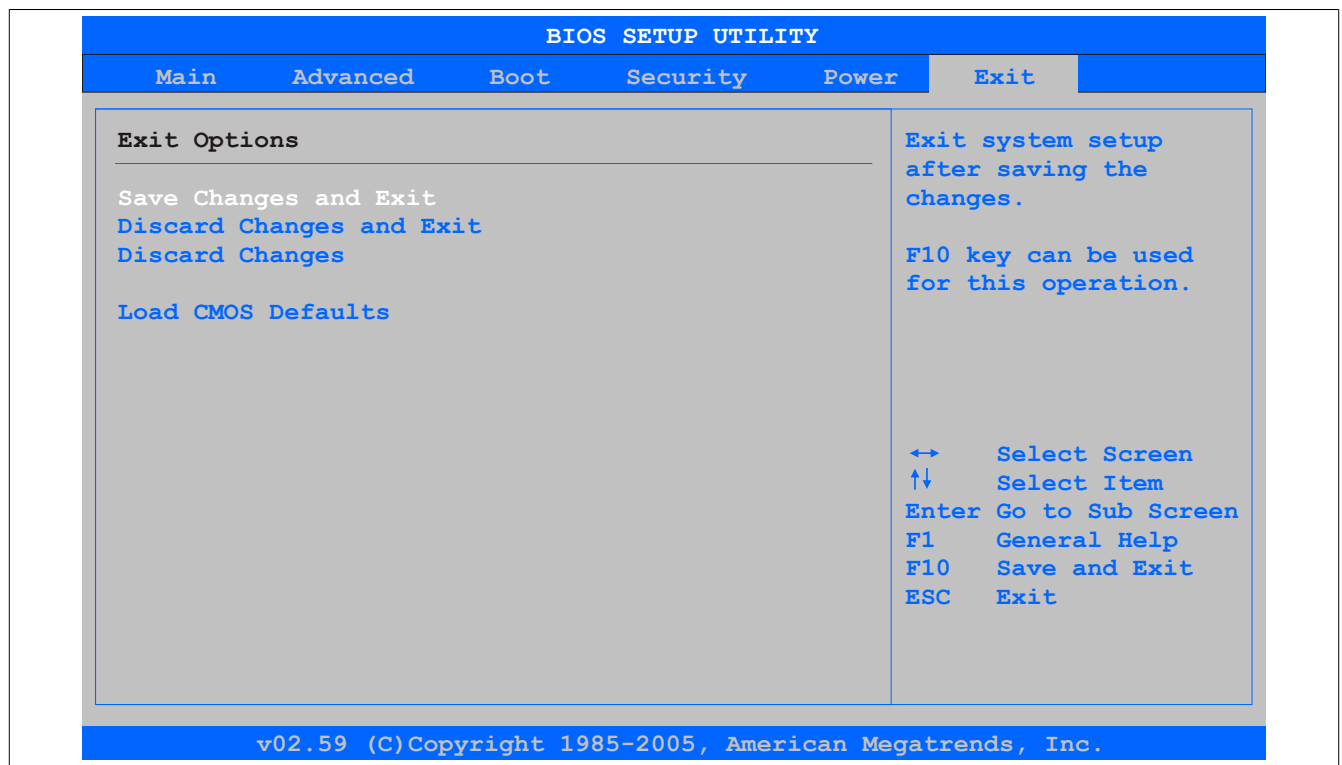 BIOS SETUP UTILITY
Main Advanced Boot Security Power Exit
Exit Options
Save Changes and Exit
Discard Changes and Exit
Discard Changes
Load CMOS Defaults
Exit system setup
after saving the
changes.
F10 key can be used
for this operation.
↔ Select Screen
↑↓ Select Item
Enter Go to Sub Screen
F1 General Help
F10 Save and Exit
ESC Exit
v02.59 (C)Copyright 1985-2005, American Megatrends, Inc.